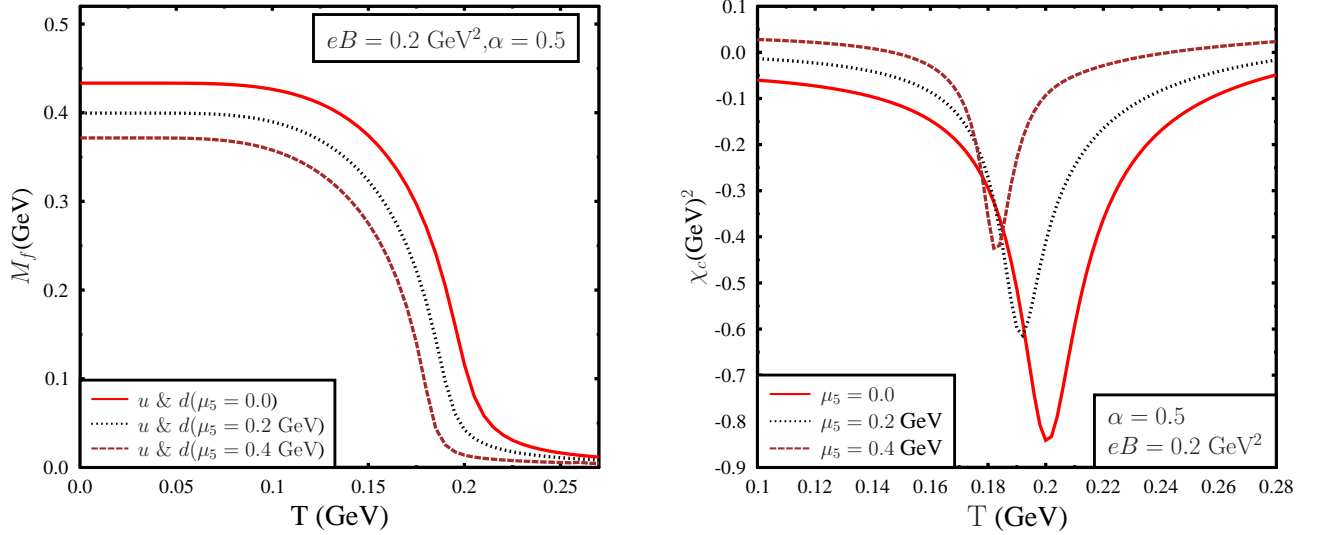 0.5
0.4
0.3
0.2
0.1
0.0
M_f(GeV)
eB = 0.2 GeV²,α = 0.5
u & d(μ₅ = 0.0)
u & d(μ₅ = 0.2 GeV)
u & d(μ₅ = 0.4 GeV)
0.0 0.05 0.1 0.15 0.2 0.25
T (GeV)
0.1
0.0
-0.1
-0.2
-0.3
-0.4
-0.5
-0.6
-0.7
-0.8
-0.9
χ_c(GeV)²
μ₅ = 0.0
μ₅ = 0.2 GeV
μ₅ = 0.4 GeV
α = 0.5
eB = 0.2 GeV²
0.1 0.12 0.14 0.16 0.18 0.2 0.22 0.24 0.26 0.28
T (GeV)